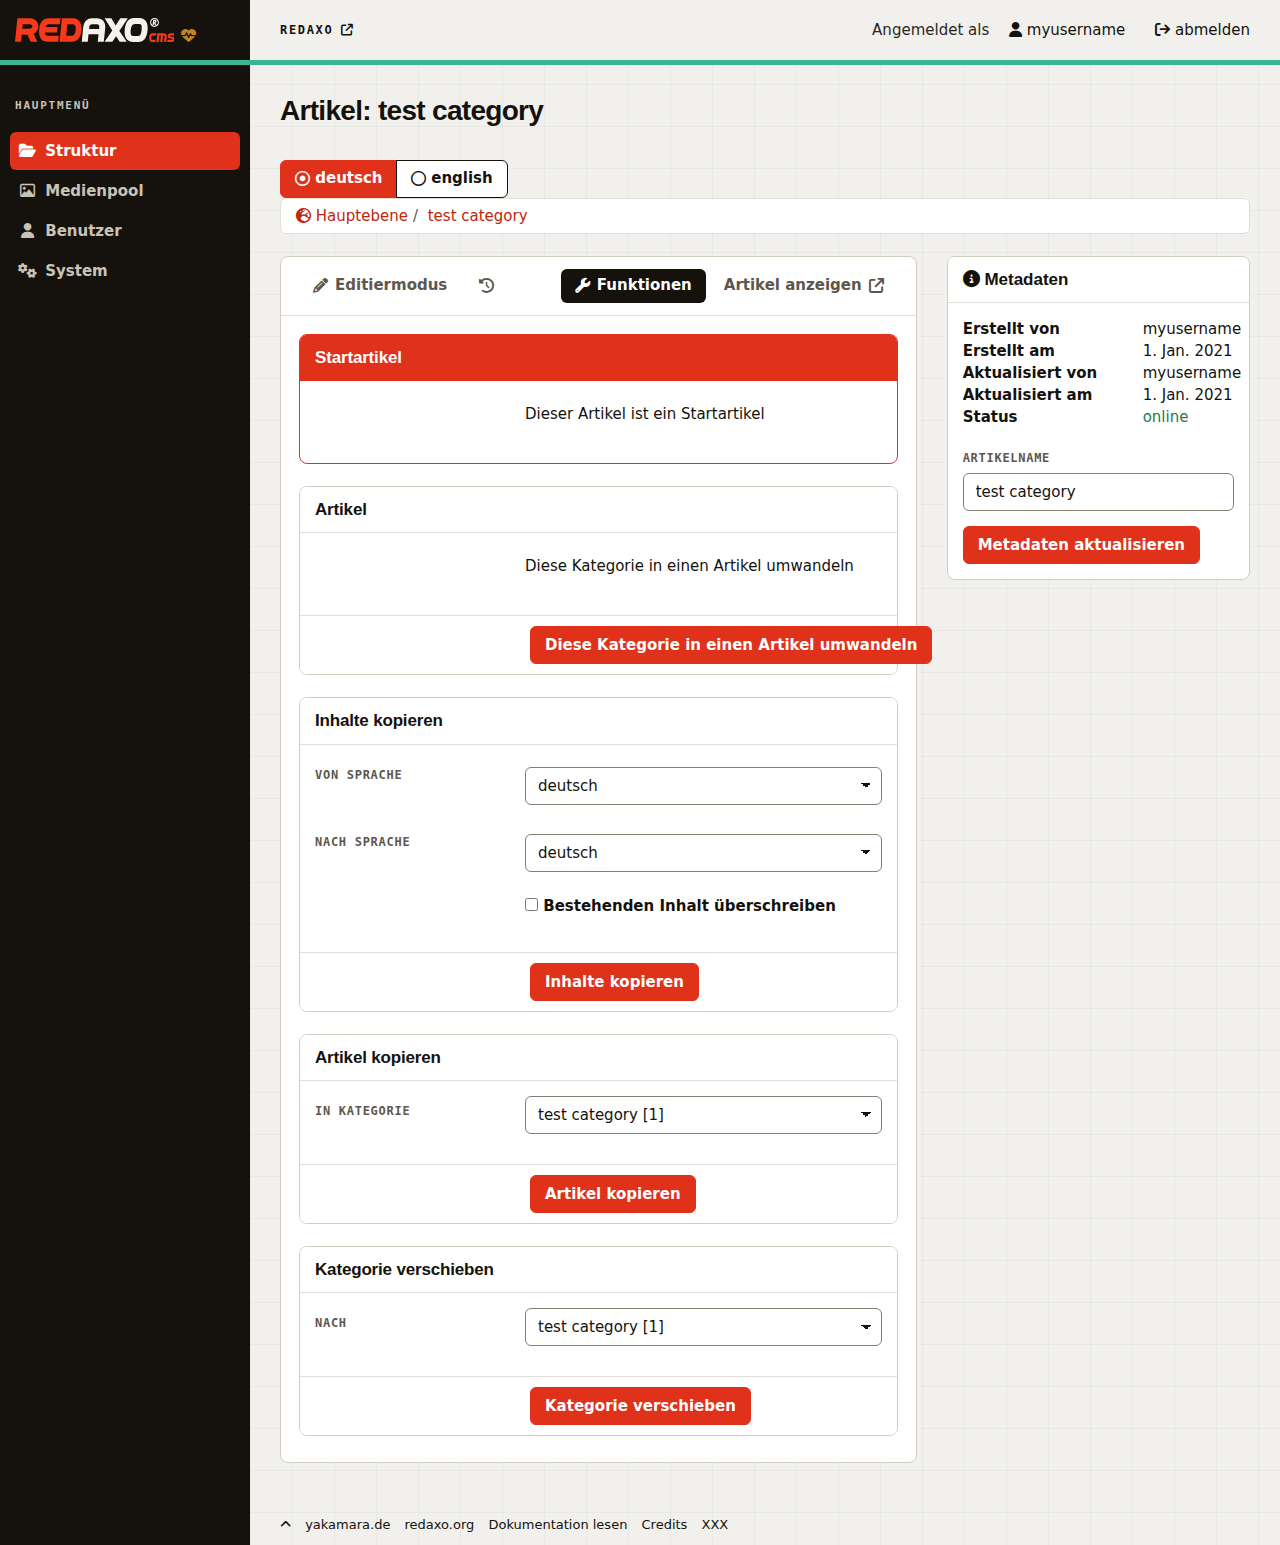 REDAXO® cms
REDAXO
Angemeldet als myusername abmelden
HAUPTMENÜ
Struktur
Medienpool
Benutzer
System
Artikel: test category
deutsch english
Hauptebene / test category
Editiermodus Funktionen Artikel anzeigen
Startartikel
Dieser Artikel ist ein Startartikel
Artikel
Diese Kategorie in einen Artikel umwandeln
Diese Kategorie in einen Artikel umwandeln
Inhalte kopieren
VON SPRACHE deutsch
NACH SPRACHE deutsch
Bestehenden Inhalt überschreiben
Inhalte kopieren
Artikel kopieren
IN KATEGORIE test category [1]
Artikel kopieren
Kategorie verschieben
NACH test category [1]
Kategorie verschieben
Metadaten
Erstellt von myusername
Erstellt am 1. Jan. 2021
Aktualisiert von myusername
Aktualisiert am 1. Jan. 2021
Status online
ARTIKELNAME
test category
Metadaten aktualisieren
yakamara.de redaxo.org Dokumentation lesen Credits XXX